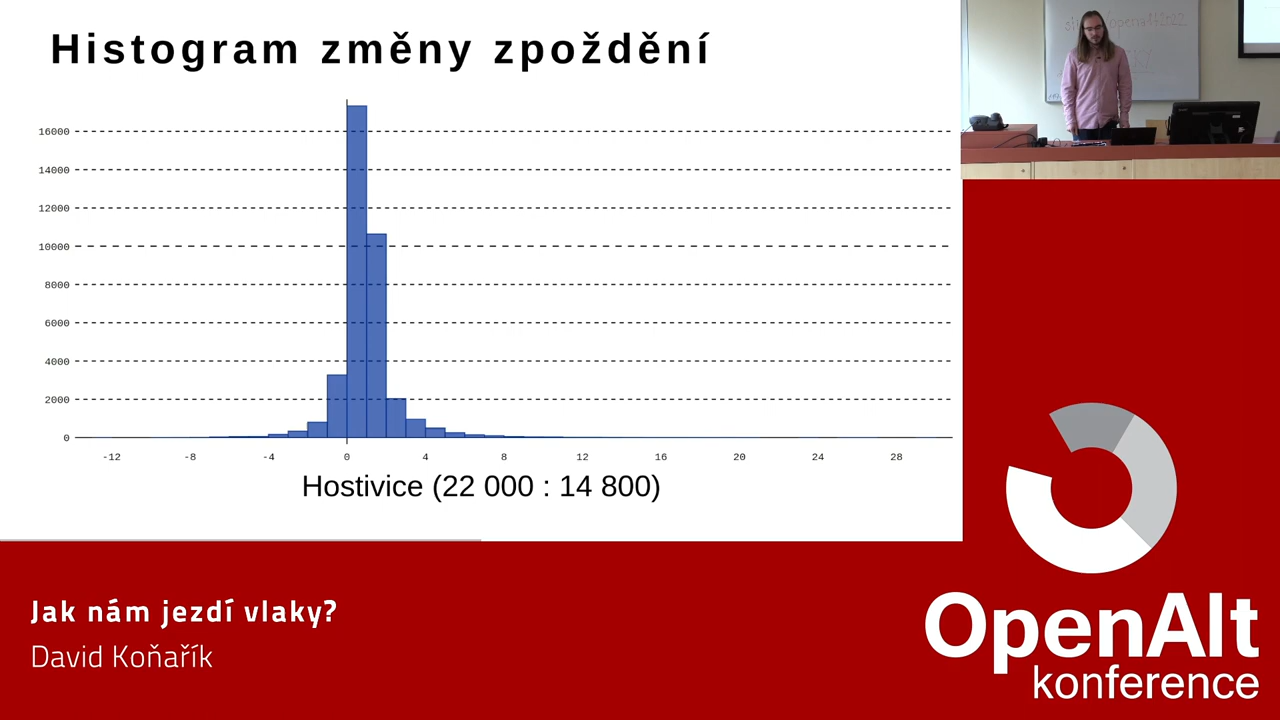 Histogram změny zpoždění
16000
14000
12000
10000
8000
6000
4000
2000
0
-12 -8 -4 0 4 8 12 16 20 24 28
Hostivice (22 000 : 14 800)
Jak nám jezdí vlaky?
David Koňařík
OpenAlt
konference